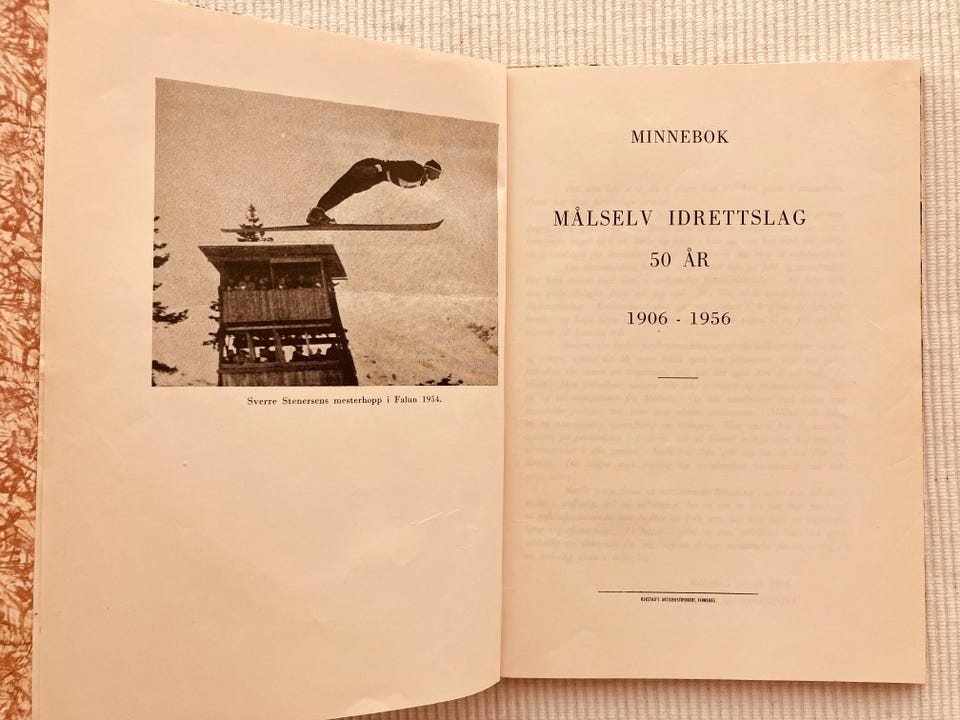 Sverre Stenersens mesterhopp i Falun 1954.
MINNEBOK
MÅLSELV IDRETTSLAG
50 ÅR
1906 - 1956